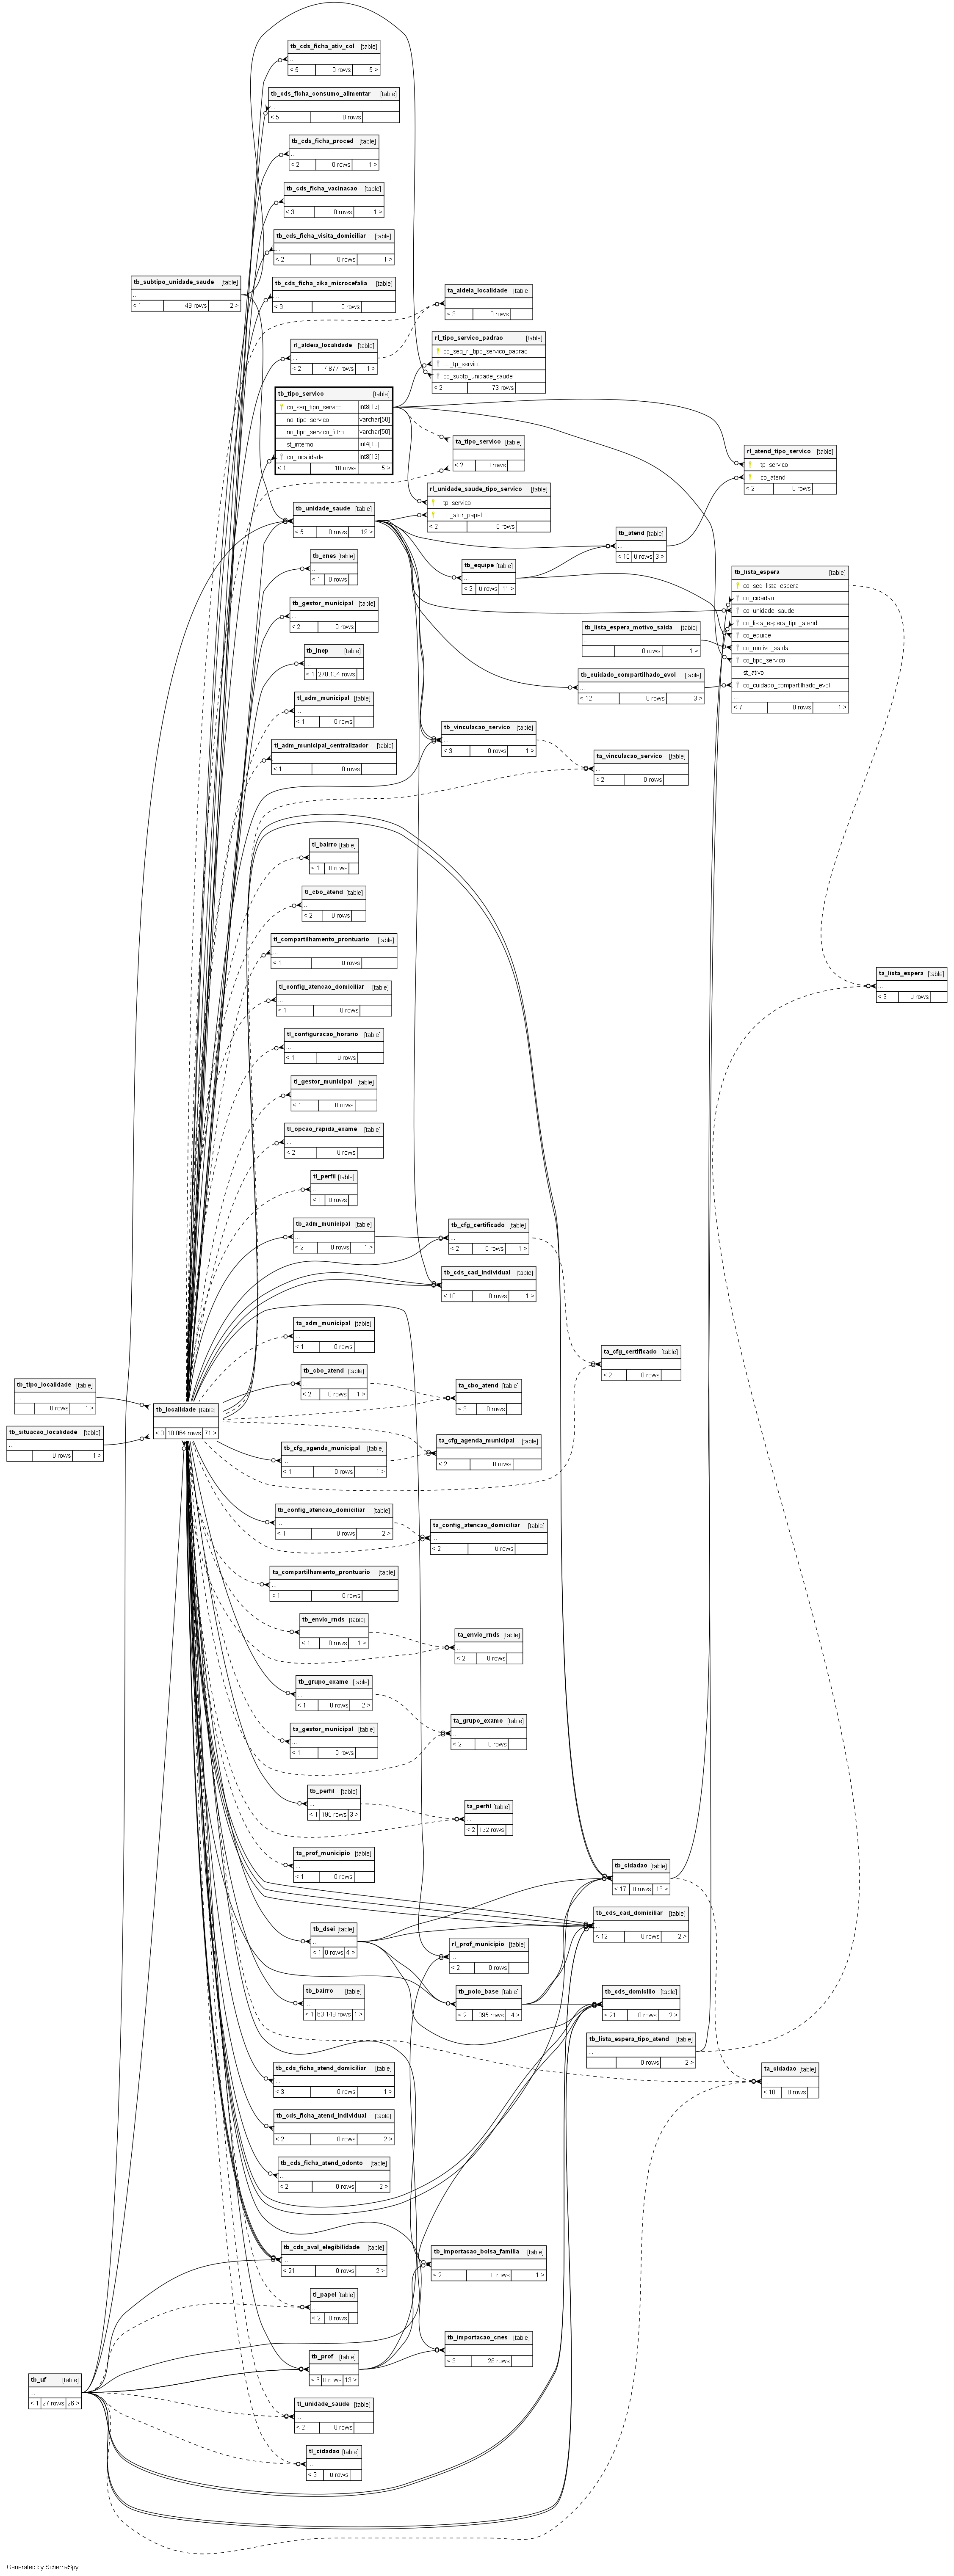 tb_cds_ficha_ativ_col [table]
...
< 5 0 rows 5 >
tb_cds_ficha_consumo_alimentar [table]
...
< 5 0 rows
tb_cds_ficha_proced [table]
...
< 2 0 rows 1 >
tb_cds_ficha_vacinacao [table]
...
< 3 0 rows 1 >
tb_cds_ficha_visita_domiciliar [table]
...
< 2 0 rows 1 >
tb_subtipo_unidade_saude [table]
...
< 1 49 rows 2 >
tb_cds_ficha_zika_microcefalia [table]
...
< 9 0 rows
ta_aldeia_localidade [table]
...
< 3 0 rows
rl_aldeia_localidade [table]
...
< 2 7.877 rows 1 >
rl_tipo_servico_padrao [table]
co_seq_rl_tipo_servico_padrao
co_tp_servico
co_subtp_unidade_saude
< 2 73 rows
tb_tipo_servico [table]
co_seq_tipo_servico int8[19]
no_tipo_servico varchar[50]
no_tipo_servico_filtro varchar[50]
st_interno int4[10]
co_localidade int8[19]
< 1 10 rows 5 >
ta_tipo_servico [table]
...
< 2 0 rows
rl_atend_tipo_servico [table]
tp_servico
co_atend
< 2 0 rows
rl_unidade_saude_tipo_servico [table]
tp_servico
co_ator_papel
< 2 0 rows
tb_unidade_saude [table]
...
< 5 0 rows 19 >
tb_atend [table]
...
< 10 0 rows 3 >
tb_cnes [table]
...
< 1 0 rows
tb_equipe [table]
...
< 2 0 rows 11 >
tb_lista_espera [table]
co_seq_lista_espera
co_cidadao
co_unidade_saude
co_lista_espera_tipo_atend
co_equipe
co_motivo_saida
co_tipo_servico
st_ativo
co_cuidado_compartilhado_evol
...
< 7 0 rows 1 >
tb_gestor_municipal [table]
...
< 2 0 rows
tb_lista_espera_motivo_saida [table]
...
0 rows 1 >
tb_inep [table]
...
< 1 278.134 rows
tb_cuidado_compartilhado_evol [table]
...
< 12 0 rows 3 >
tl_adm_municipal [table]
...
< 1 0 rows
tb_vinculacao_servico [table]
...
< 3 0 rows 1 >
tl_adm_municipal_centralizador [table]
...
< 1 0 rows
ta_vinculacao_servico [table]
...
< 2 0 rows
tl_bairro [table]
...
< 1 0 rows
tl_cbo_atend [table]
...
< 2 0 rows
tl_compartilhamento_prontuario [table]
...
< 1 0 rows
ta_lista_espera [table]
...
< 3 0 rows
tl_config_atencao_domiciliar [table]
...
< 1 0 rows
tl_configuracao_horario [table]
...
< 1 0 rows
tl_gestor_municipal [table]
...
< 1 0 rows
tl_opcao_rapida_exame [table]
...
< 2 0 rows
tl_perfil [table]
...
< 1 0 rows
tb_adm_municipal [table]
...
< 2 0 rows 1 >
tb_cfg_certificado [table]
...
< 2 0 rows 1 >
tb_cds_cad_individual [table]
...
< 10 0 rows 1 >
ta_adm_municipal [table]
...
< 1 0 rows
ta_cfg_certificado [table]
...
< 2 0 rows
tb_cbo_atend [table]
...
< 2 0 rows 1 >
ta_cbo_atend [table]
...
< 3 0 rows
tb_tipo_localidade [table]
...
0 rows 1 >
tb_localidade [table]
...
< 3 10.864 rows 71 >
tb_situacao_localidade [table]
...
0 rows 1 >
tb_cfg_agenda_municipal [table]
...
< 1 0 rows 1 >
ta_cfg_agenda_municipal [table]
...
< 2 0 rows
tb_config_atencao_domiciliar [table]
...
< 1 0 rows 2 >
ta_config_atencao_domiciliar [table]
...
< 2 0 rows
ta_compartilhamento_prontuario [table]
...
< 1 0 rows
tb_envio_rnds [table]
...
< 1 0 rows 1 >
ta_envio_rnds [table]
...
< 2 0 rows
tb_grupo_exame [table]
...
< 1 0 rows 2 >
ta_grupo_exame [table]
...
< 2 0 rows
ta_gestor_municipal [table]
...
< 1 0 rows
tb_perfil [table]
...
< 1 195 rows 3 >
ta_perfil [table]
...
< 2 192 rows
ta_prof_municipio [table]
...
< 1 0 rows
tb_cidadao [table]
...
< 17 0 rows 13 >
tb_cds_cad_domiciliar [table]
...
< 12 0 rows 2 >
tb_dsei [table]
...
< 1 0 rows 4 >
rl_prof_municipio [table]
...
< 2 0 rows
tb_bairro [table]
...
< 1 63.148 rows 1 >
tb_polo_base [table]
...
< 2 395 rows 4 >
tb_cds_domicilio [table]
...
< 21 0 rows 2 >
tb_lista_espera_tipo_atend [table]
...
0 rows 2 >
tb_cds_ficha_atend_domiciliar [table]
...
< 3 0 rows 1 >
ta_cidadao [table]
...
< 10 0 rows
tb_cds_ficha_atend_individual [table]
...
< 2 0 rows 2 >
tb_cds_ficha_atend_odonto [table]
...
< 2 0 rows 2 >
tb_cds_aval_elegibilidade [table]
...
< 21 0 rows 2 >
tb_importacao_bolsa_familia [table]
...
< 2 0 rows 1 >
tl_papel [table]
...
< 2 0 rows
tb_importacao_cnes [table]
...
< 3 28 rows
tb_prof [table]
...
< 6 0 rows 13 >
tb_uf [table]
...
< 1 27 rows 26 >
tl_unidade_saude [table]
...
< 2 0 rows
tl_cidadao [table]
...
< 9 0 rows
Generated by SchemaSpy